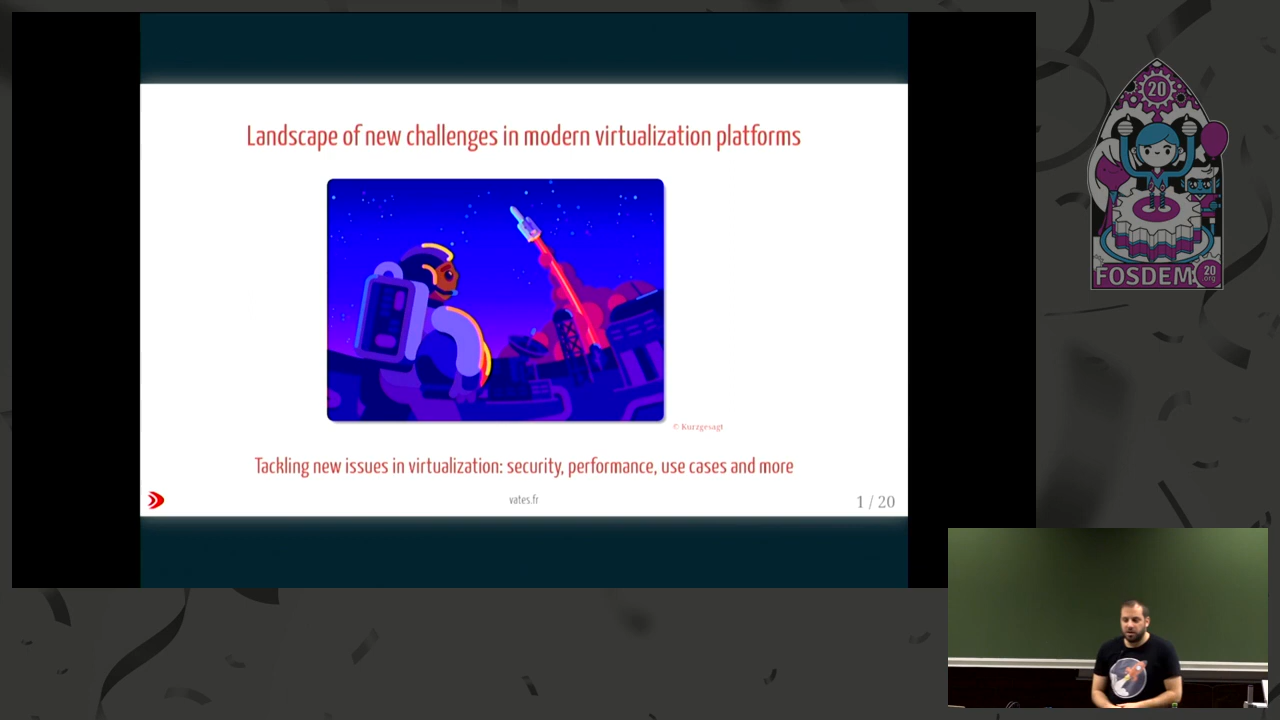 Landscape of new challenges in modern virtualization platforms
© Kurzgesagt
Tackling new issues in virtualization: security, performance, use cases and more
vates.fr
1 / 20
20
FOSDEM
20
org